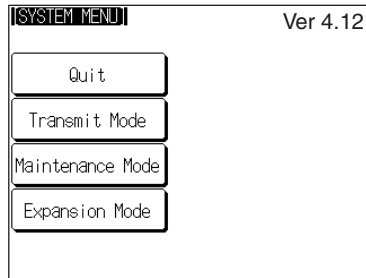 [SYSTEM MENU]
Ver 4.12
Quit
Transmit Mode
Maintenance Mode
Expansion Mode